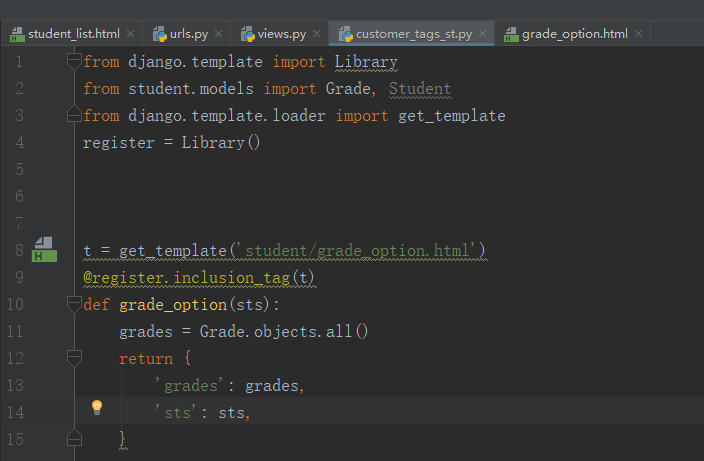 student_list.html urls.py views.py customer_tags_st.py grade_option.html
1 from django.template import Library
2 from student.models import Grade, Student
3 from django.template.loader import get_template
4 register = Library()
5
6
7
8 H t = get_template('student/grade_option.html')
9 @register.inclusion_tag(t)
10 def grade_option(sts):
11 grades = Grade.objects.all()
12 return {
13 'grades': grades,
14 'sts': sts,
15 }